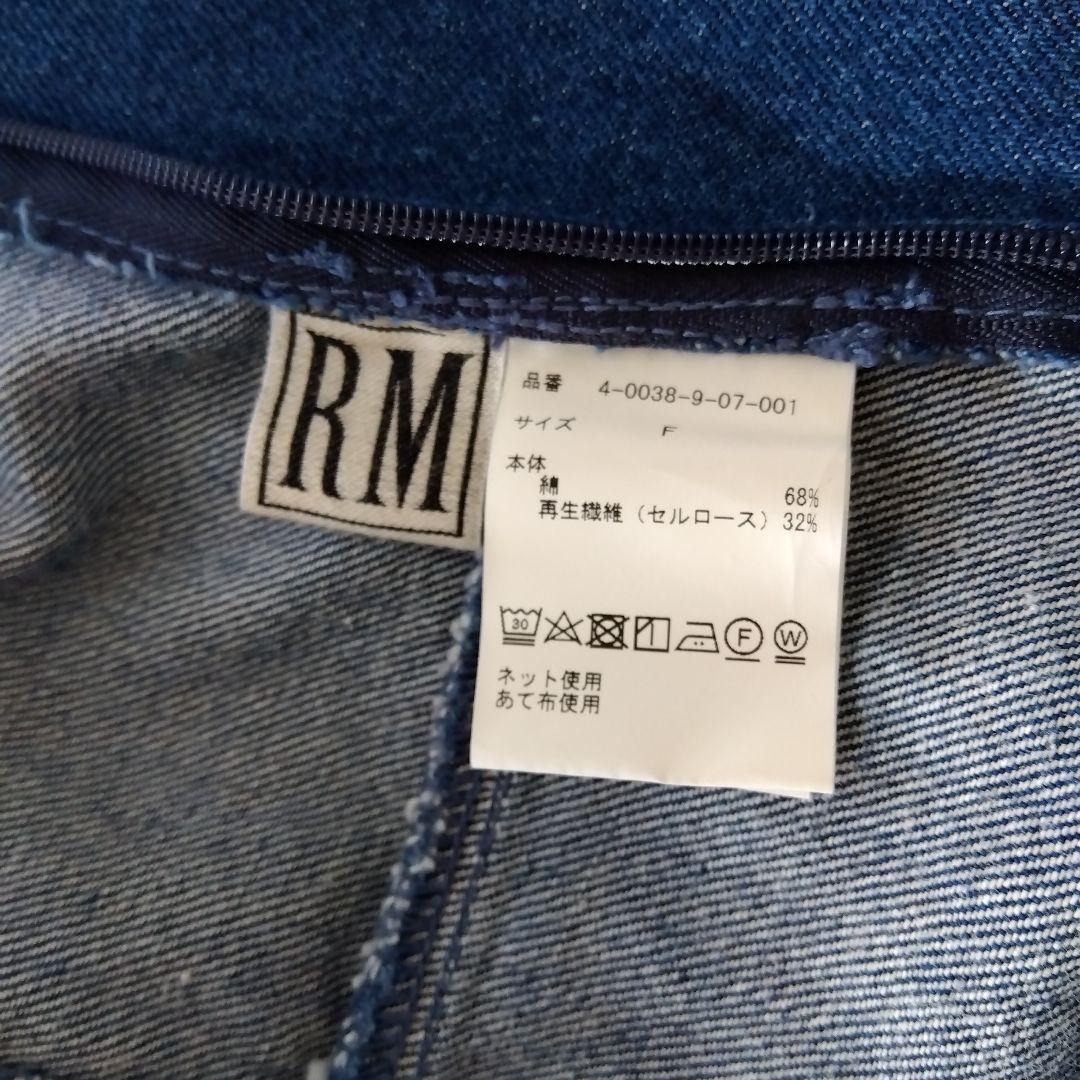 RM
品番 4-0038-9-07-001
サイズ F
本体
綿 68%
再生繊維（セルロース）32%
30 F W
ネット使用
あて布使用